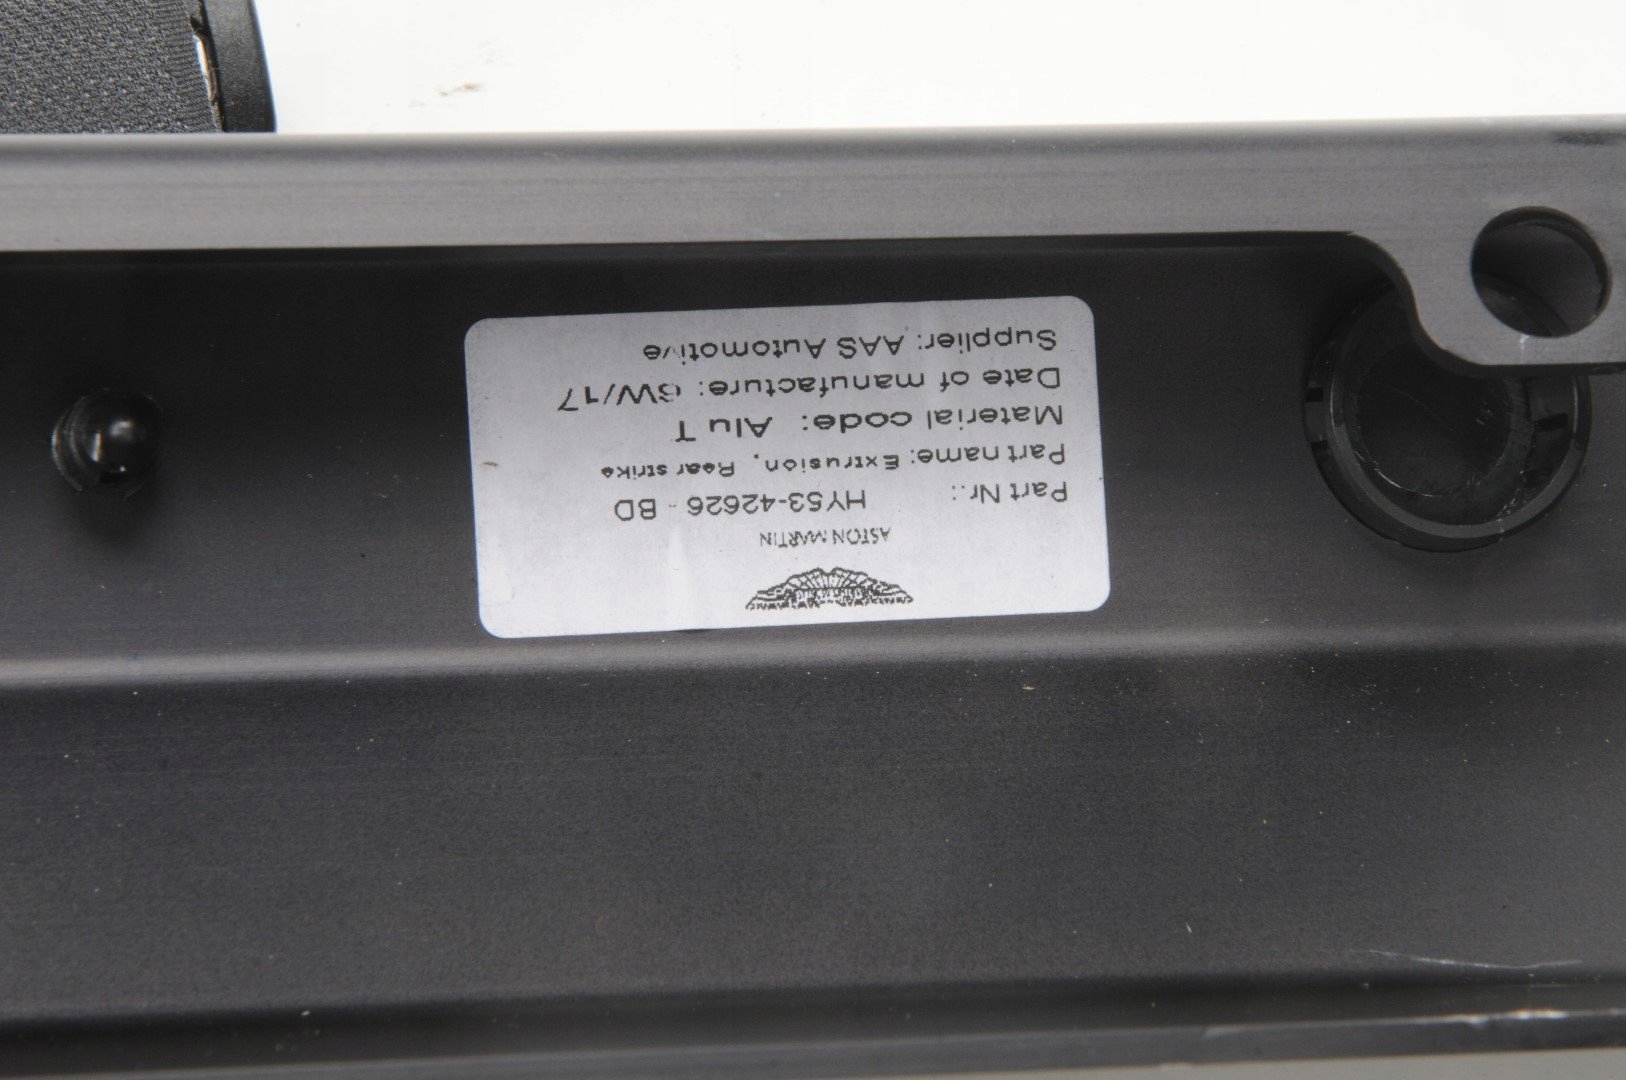 ASTON MARTIN
Part Nr.: HY53-42626 - BD
Part name: Extrusion, Rear strike
Material code: Alu T
Date of manufacture: 6W/17
Supplier: AAS Automotive